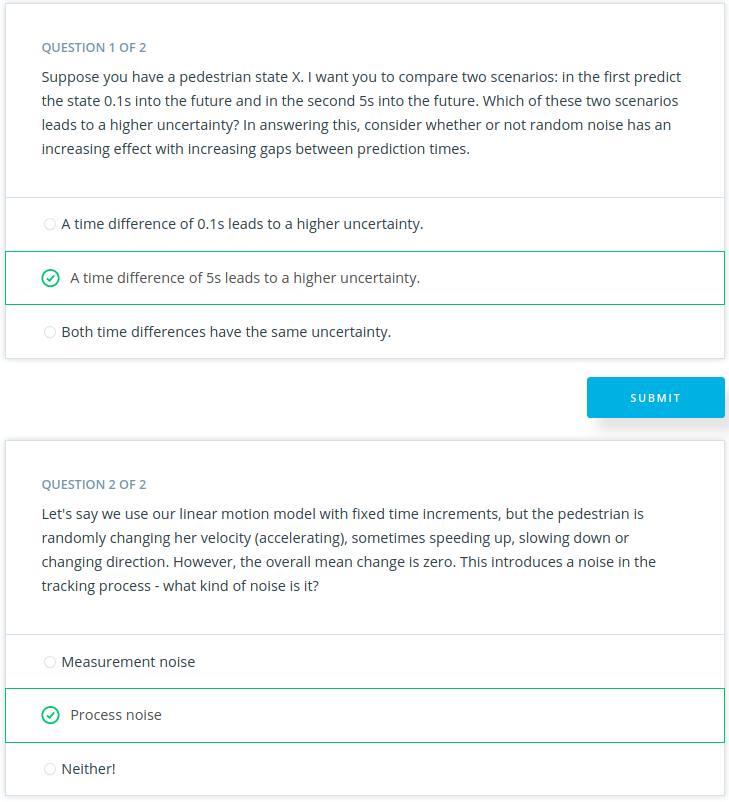 QUESTION 1 OF 2
Suppose you have a pedestrian state X. I want you to compare two scenarios: in the first predict
the state 0.1s into the future and in the second 5s into the future. Which of these two scenarios
leads to a higher uncertainty? In answering this, consider whether or not random noise has an
increasing effect with increasing gaps between prediction times.
A time difference of 0.1s leads to a higher uncertainty.
A time difference of 5s leads to a higher uncertainty.
Both time differences have the same uncertainty.
SUBMIT
QUESTION 2 OF 2
Let's say we use our linear motion model with fixed time increments, but the pedestrian is
randomly changing her velocity (accelerating), sometimes speeding up, slowing down or
changing direction. However, the overall mean change is zero. This introduces a noise in the
tracking process - what kind of noise is it?
Measurement noise
Process noise
Neither!